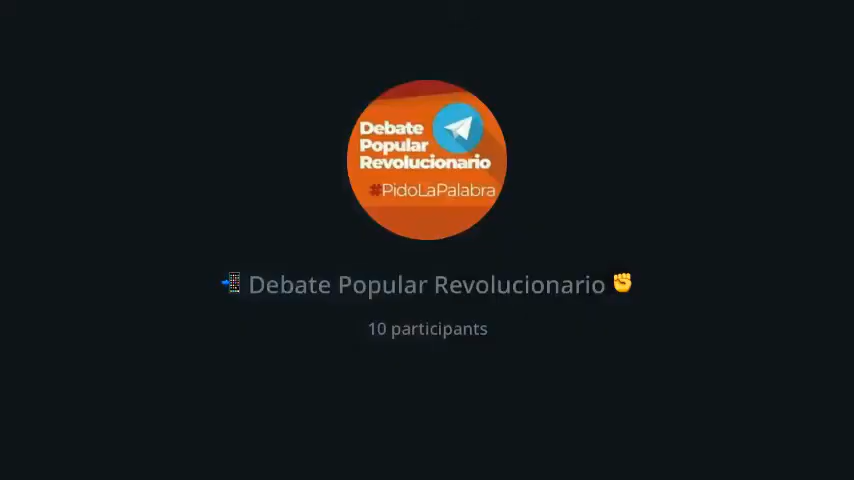 Debate
Popular
Revolucionario
#PidoLaPalabra
📲 Debate Popular Revolucionario ✊
10 participants